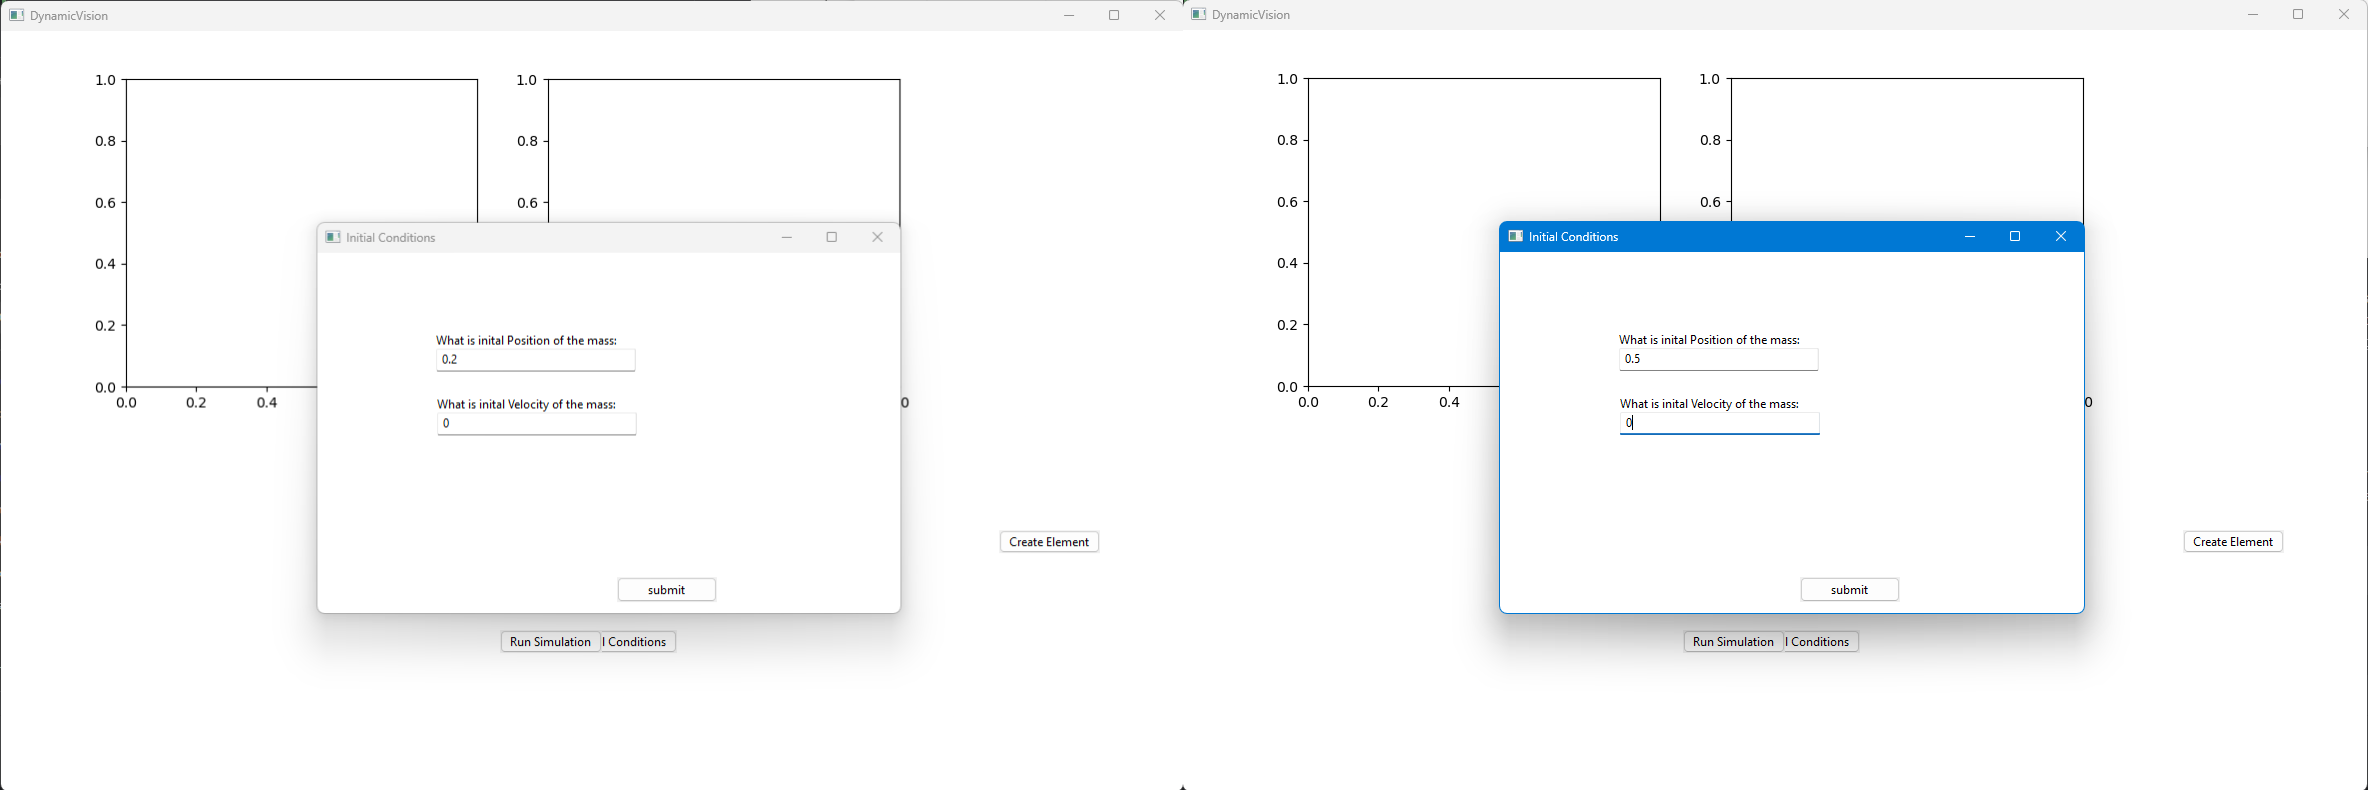 DynamicVision
1.0
0.8
0.6
0.4
0.2
0.0
0.0 0.2 0.4
1.0
0.8
0.6
0
Initial Conditions
What is inital Position of the mass:
0.2
What is inital Velocity of the mass:
0
submit
Create Element
Run Simulation l Conditions
DynamicVision
1.0
0.8
0.6
0.4
0.2
0.0
0.0 0.2 0.4
1.0
0.8
0.6
0
Initial Conditions
What is inital Position of the mass:
0.5
What is inital Velocity of the mass:
0
submit
Create Element
Run Simulation l Conditions